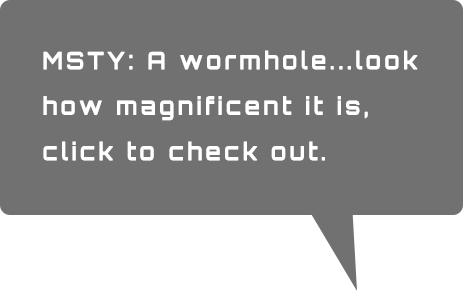 MSTY: A wormhole...look
how magnificent it is,
click to check out.